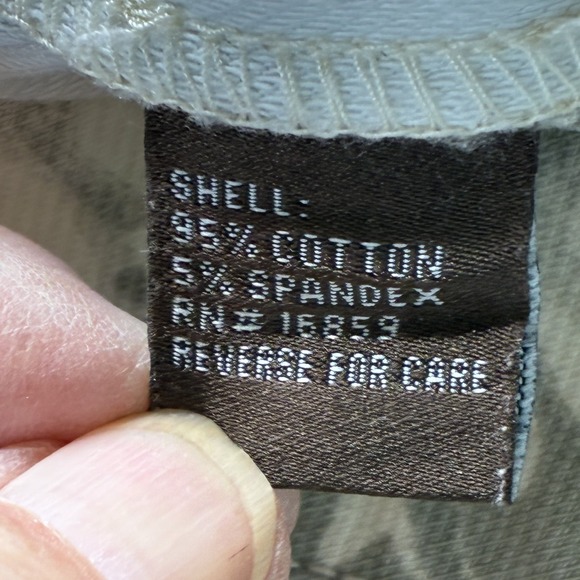 SHELL:
95% COTTON
5% SPANDEX
RN# 16859
REVERSE FOR CARE